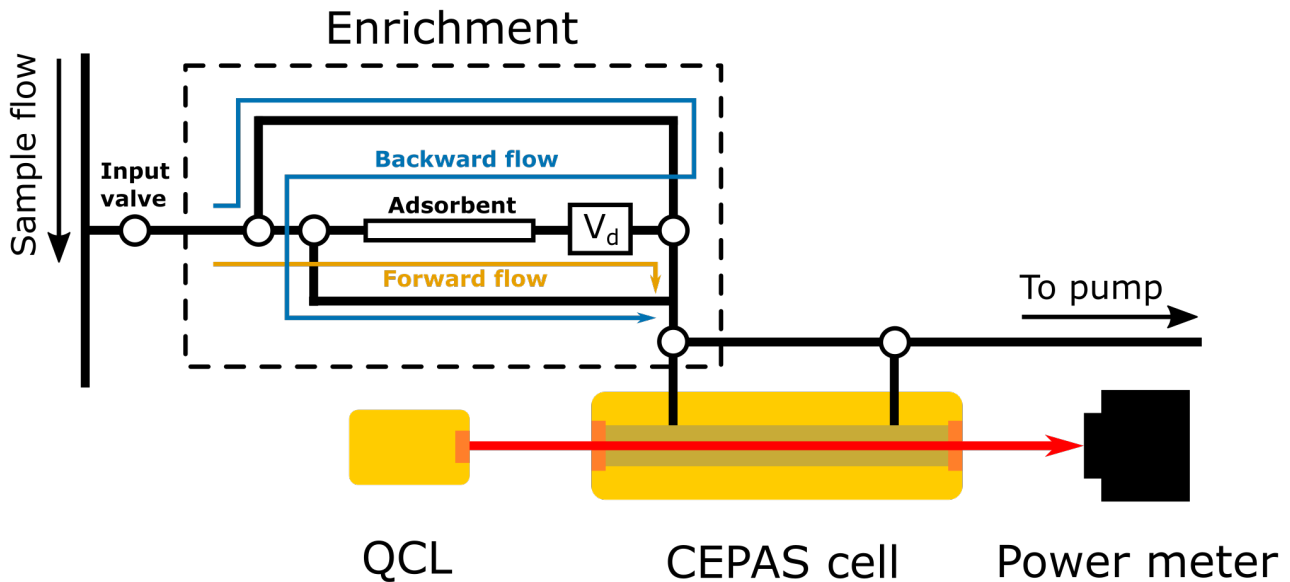 Enrichment
Sample flow
Input
valve
Backward flow
Adsorbent
Vd
Forward flow
To pump
QCL
CEPAS cell
Power meter